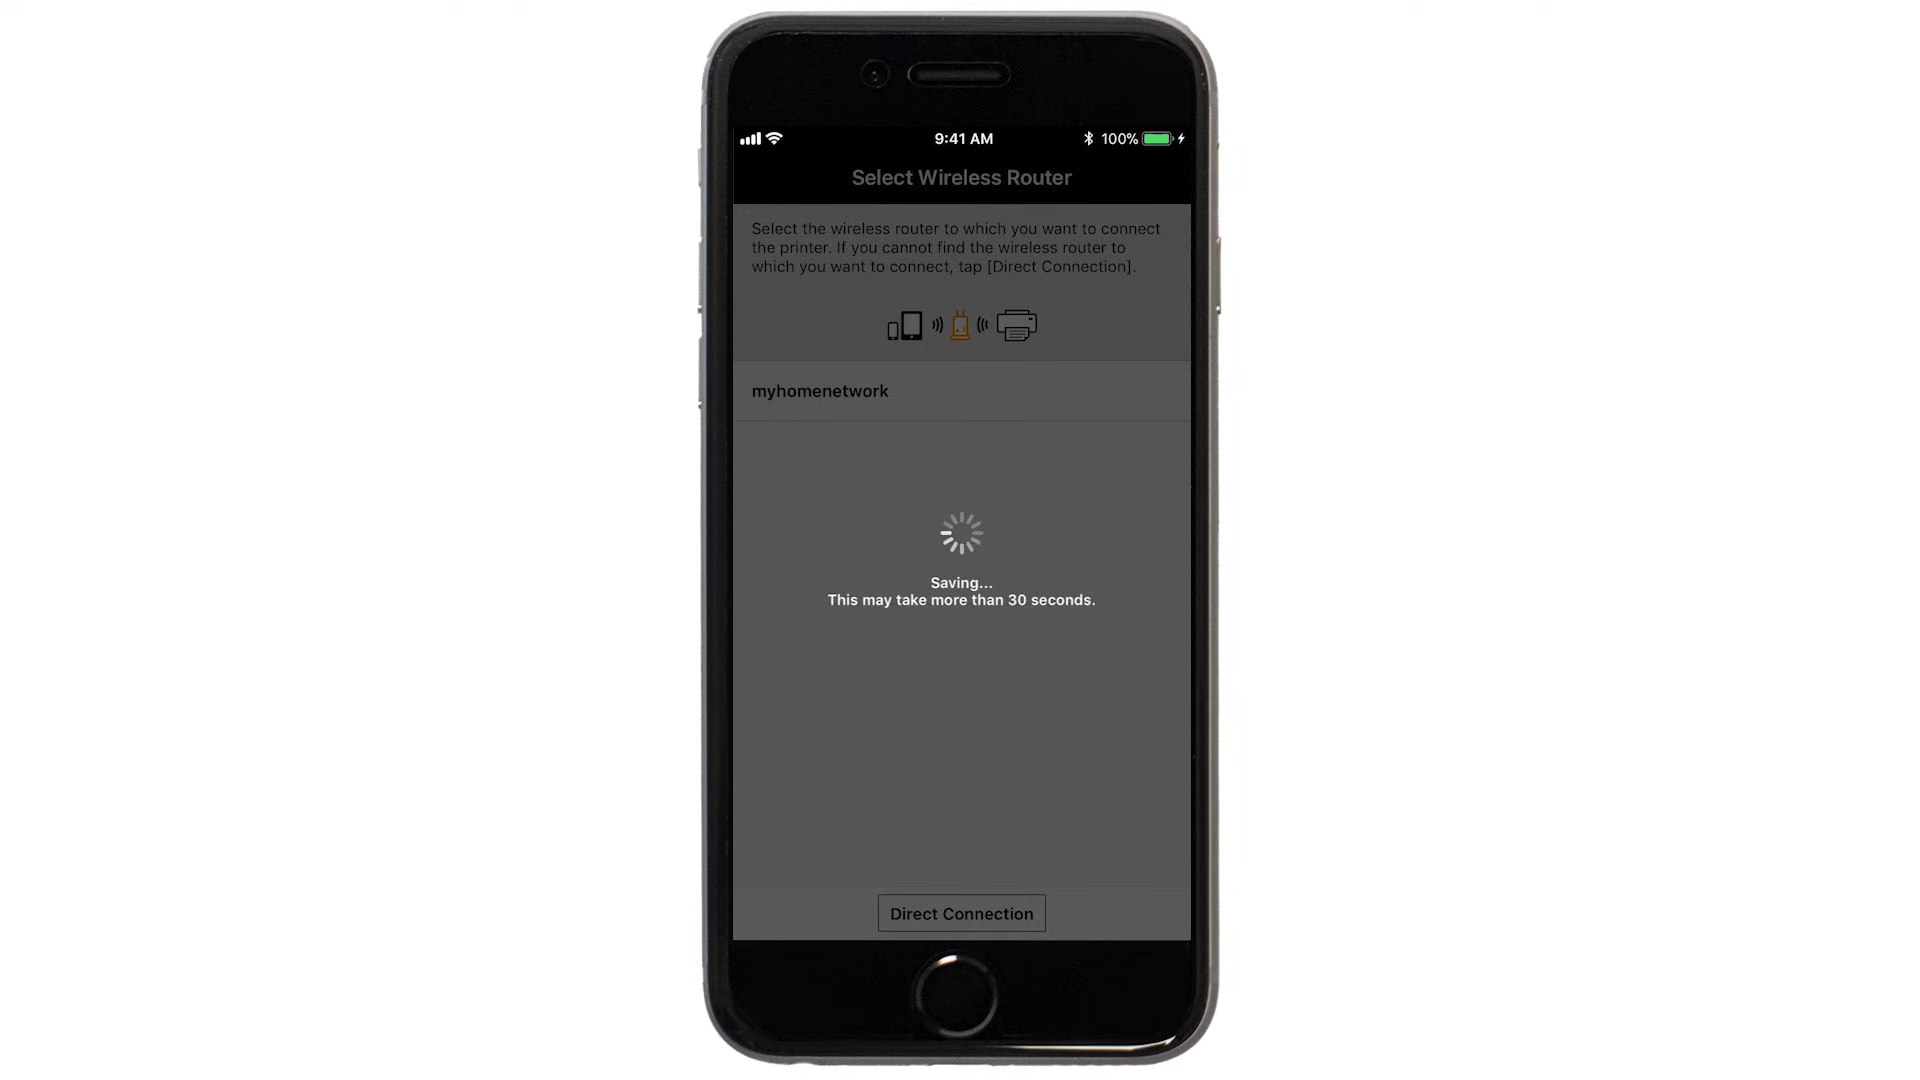 9:41 AM
100%
Select Wireless Router
Select the wireless router to which you want to connect
the printer. If you cannot find the wireless router to
which you want to connect, tap [Direct Connection].
myhomenetwork
Saving...
This may take more than 30 seconds.
Direct Connection